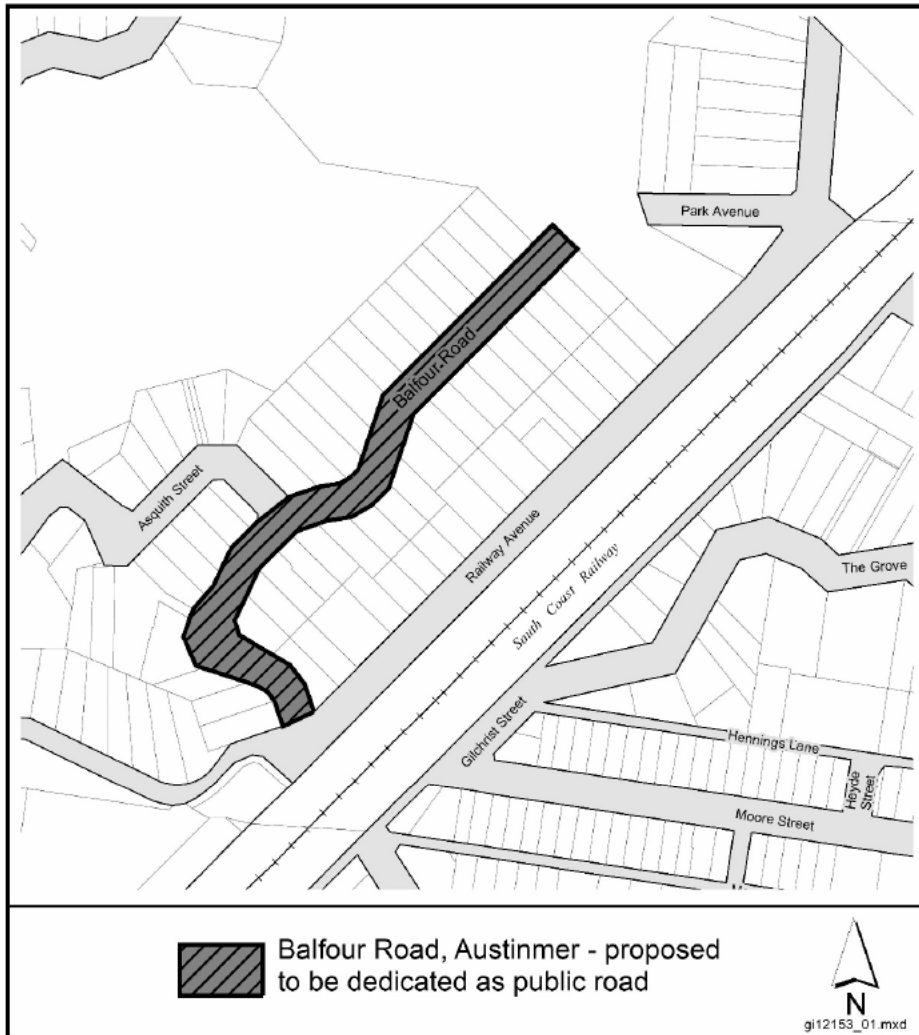 Park Avenue
Balfour Road
Asquith Street
Railway Avenue
South Coast Railway
The Grove
Gilchrist Street
Hennings Lane
Heyde
Street
Moore Street
Balfour Road, Austinmer - proposed
to be dedicated as public road
N
gi12153_01.mxd